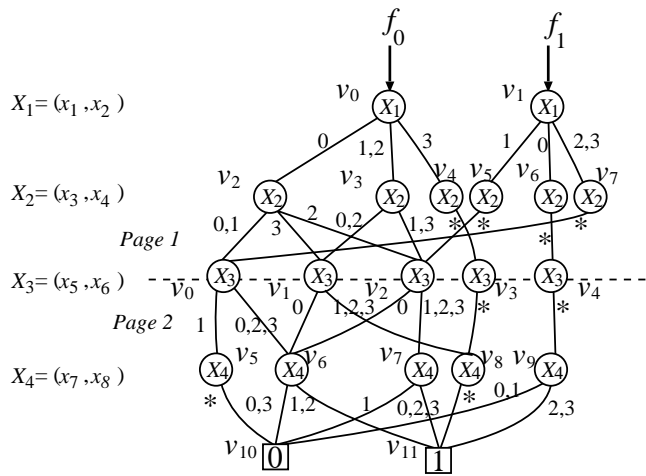 f0 f1
X1=(x1,x2) v0 X1 v1 X1
0 1,2 3 1 0 2,3
v2 v3 v4 v5 v6 v7
X2=(x3,x4) X2 X2 X2 X2 X2 X2
0,1 3 2 0,2 1,3 * * * *
Page 1
X3=(x5,x6) X3 X3 X3 X3 X3
v0 v1 v2 v3 v4
Page 2 1 0,2,3 0 1,2,3 0 1,2,3 * *
v5 v6 v7 v8 v9
X4=(x7,x8) X4 X4 X4 X4 X4
* 0,3 1,2 1 0,2,3 * 0,1 2,3
v10 0 v11 1